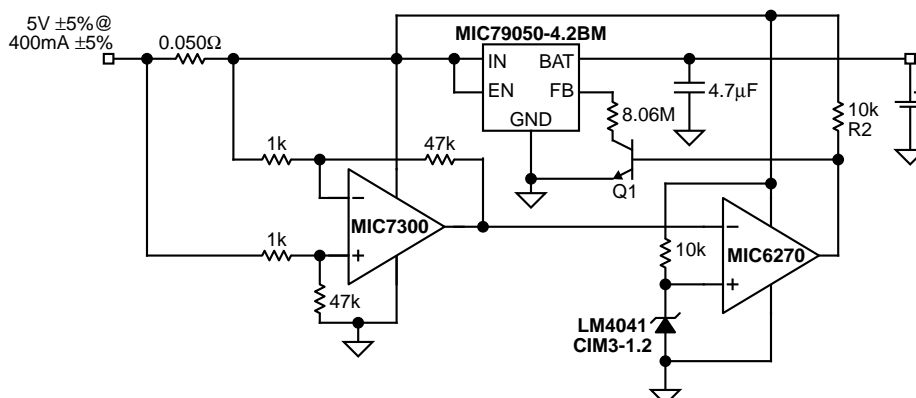 5V ±5%@
400mA ±5%
0.050Ω
MIC79050-4.2BM
IN
BAT
EN
FB
GND
4.7µF
8.06M
10k
R2
Q1
1k
47k
–
MIC7300
+
1k
47k
10k
–
MIC6270
+
LM4041
CIM3-1.2
+